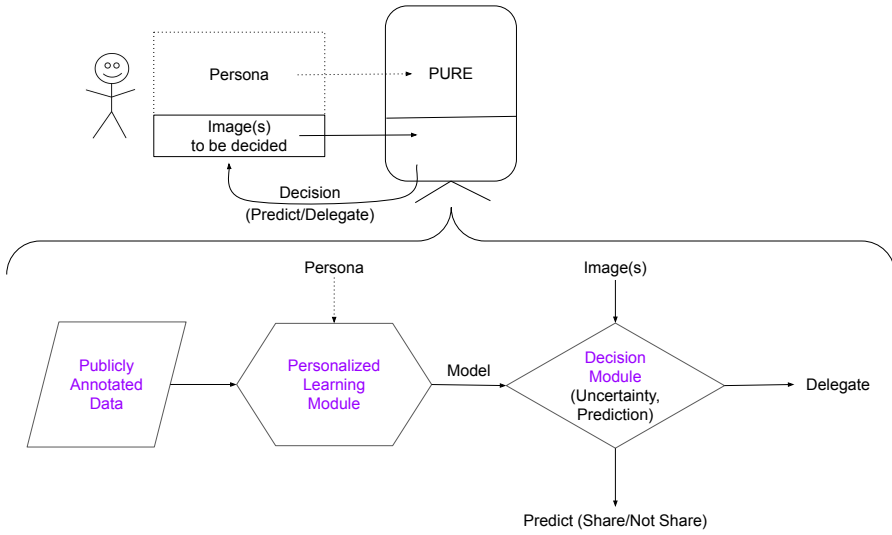 Persona
PURE
Image(s)
to be decided
Decision
(Predict/Delegate)
Persona
Image(s)
Publicly
Annotated
Data
Personalized
Learning
Module
Model
Decision
Module
(Uncertainty,
Prediction)
Delegate
Predict (Share/Not Share)